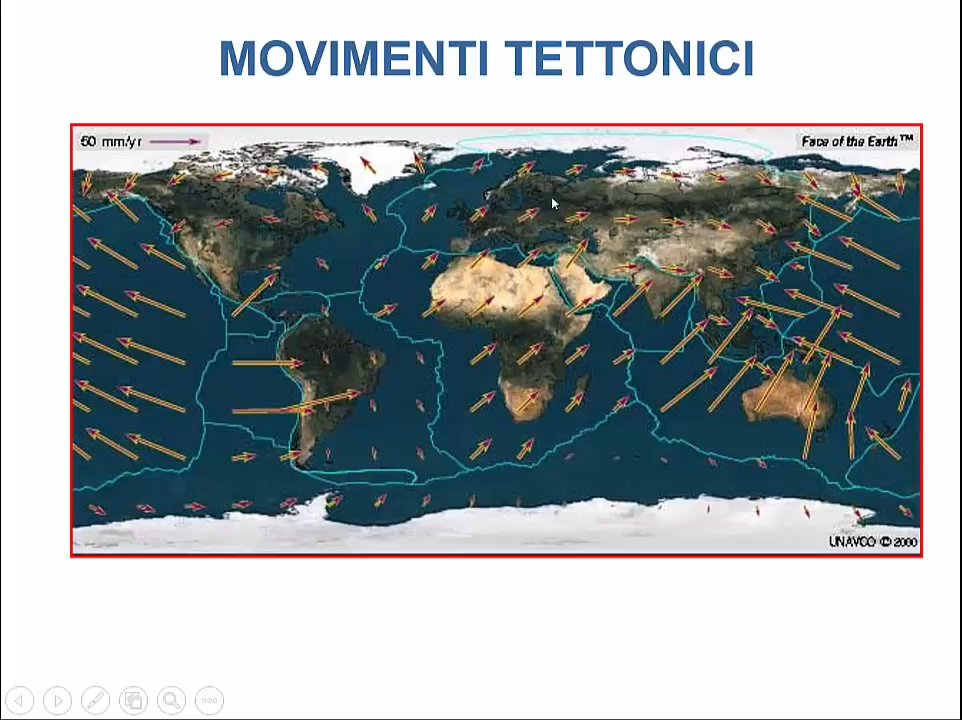 MOVIMENTI TETTONICI
50 mm/yr
Face of the Earth™
UNAVCO © 2000